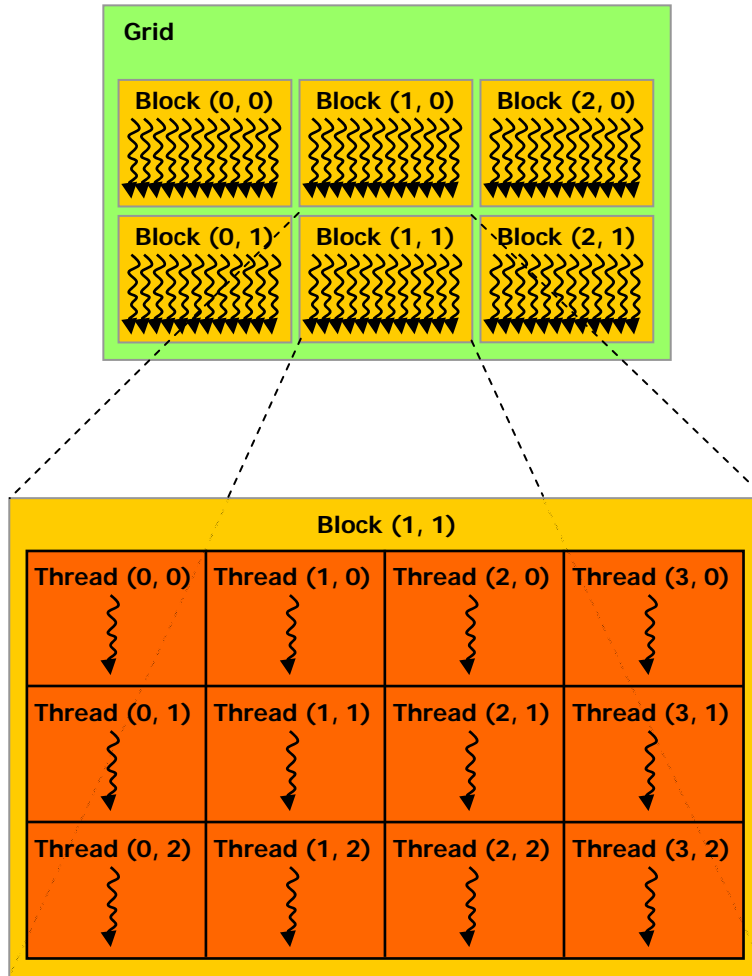 Grid
Block (0, 0) Block (1, 0) Block (2, 0)
Block (0, 1) Block (1, 1) Block (2, 1)
Block (1, 1)
Thread (0, 0) Thread (1, 0) Thread (2, 0) Thread (3, 0)
Thread (0, 1) Thread (1, 1) Thread (2, 1) Thread (3, 1)
Thread (0, 2) Thread (1, 2) Thread (2, 2) Thread (3, 2)